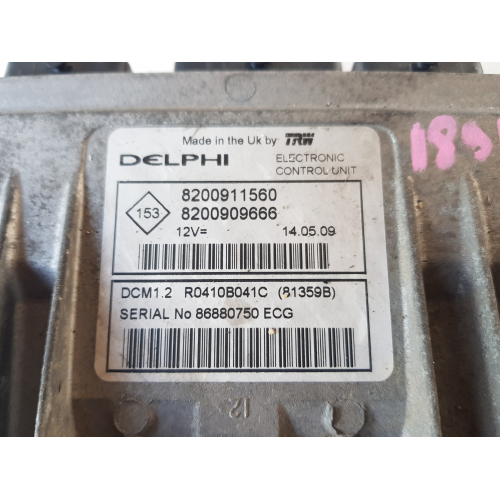 Made in the Uk by TRW
DELPHI ELECTRONIC
CONTROL UNIT
8200911560
153 8200909666
12V= 14.05.09
DCM1.2 R0410B041C (81359B)
SERIAL No 86880750 ECG
12